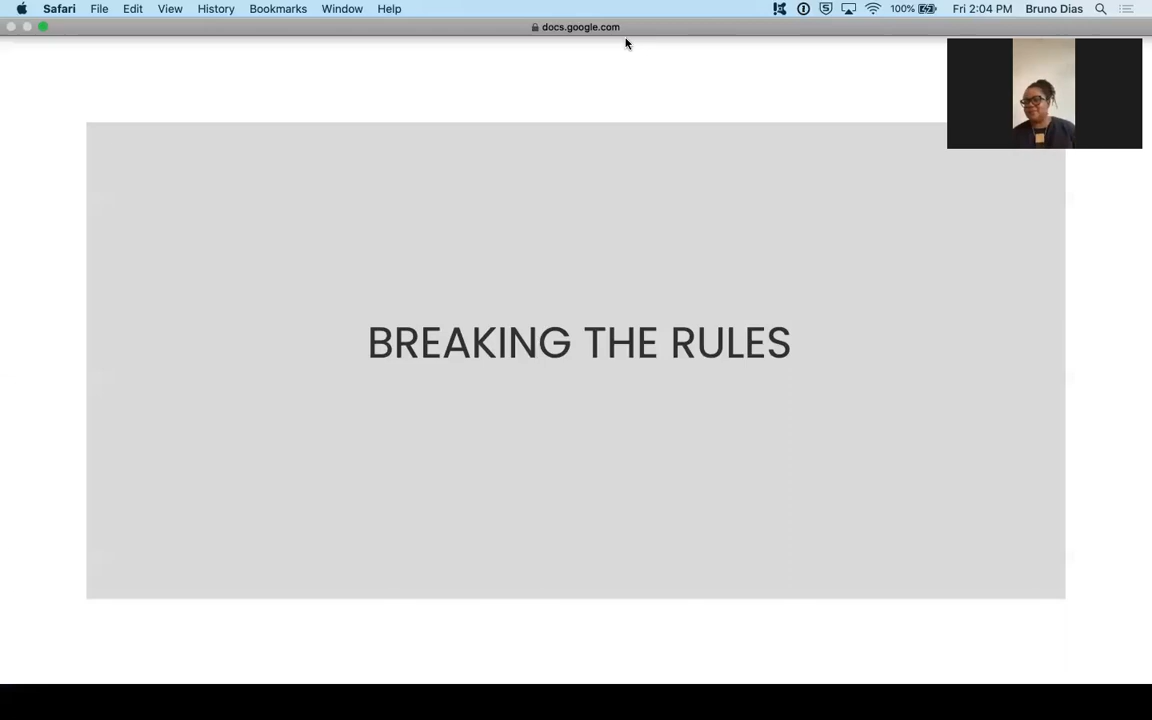 Safari File Edit View History Bookmarks Window Help 5 100% Fri 2:04 PM Bruno Dias
docs.google.com
BREAKING THE RULES